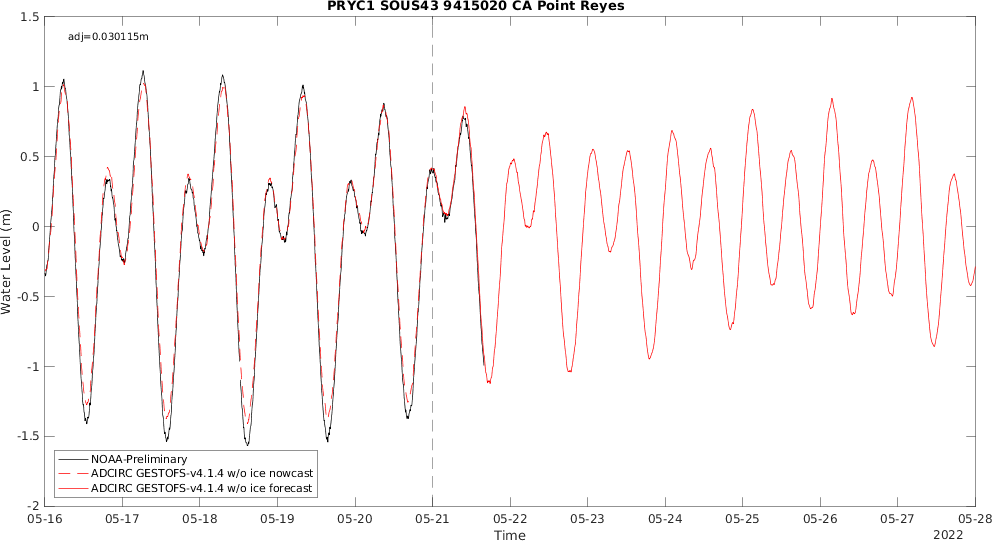 PRYC1 SOUS43 9415020 CA Point Reyes
adj=0.030115m
1.5
1
0.5
0
-0.5
-1
-1.5
-2
Water Level (m)
NOAA-Preliminary
ADCIRC GESTOFS-v4.1.4 w/o ice nowcast
ADCIRC GESTOFS-v4.1.4 w/o ice forecast
05-16 05-17 05-18 05-19 05-20 05-21 05-22 05-23 05-24 05-25 05-26 05-27 05-28
Time
2022